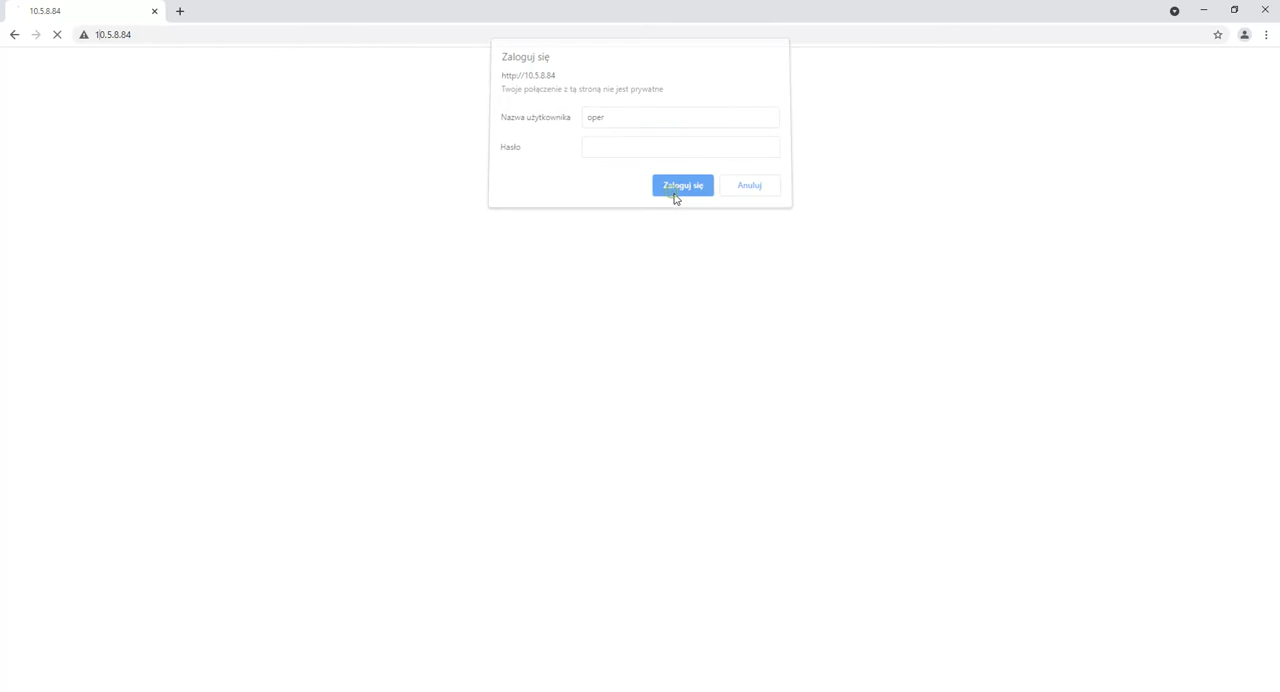 10.5.8.84
10.5.8.84
Zaloguj się
http://10.5.8.84
Twoje połączenie z tą stroną nie jest prywatne
Nazwa użytkownika oper
Hasło
Zaloguj się Anuluj